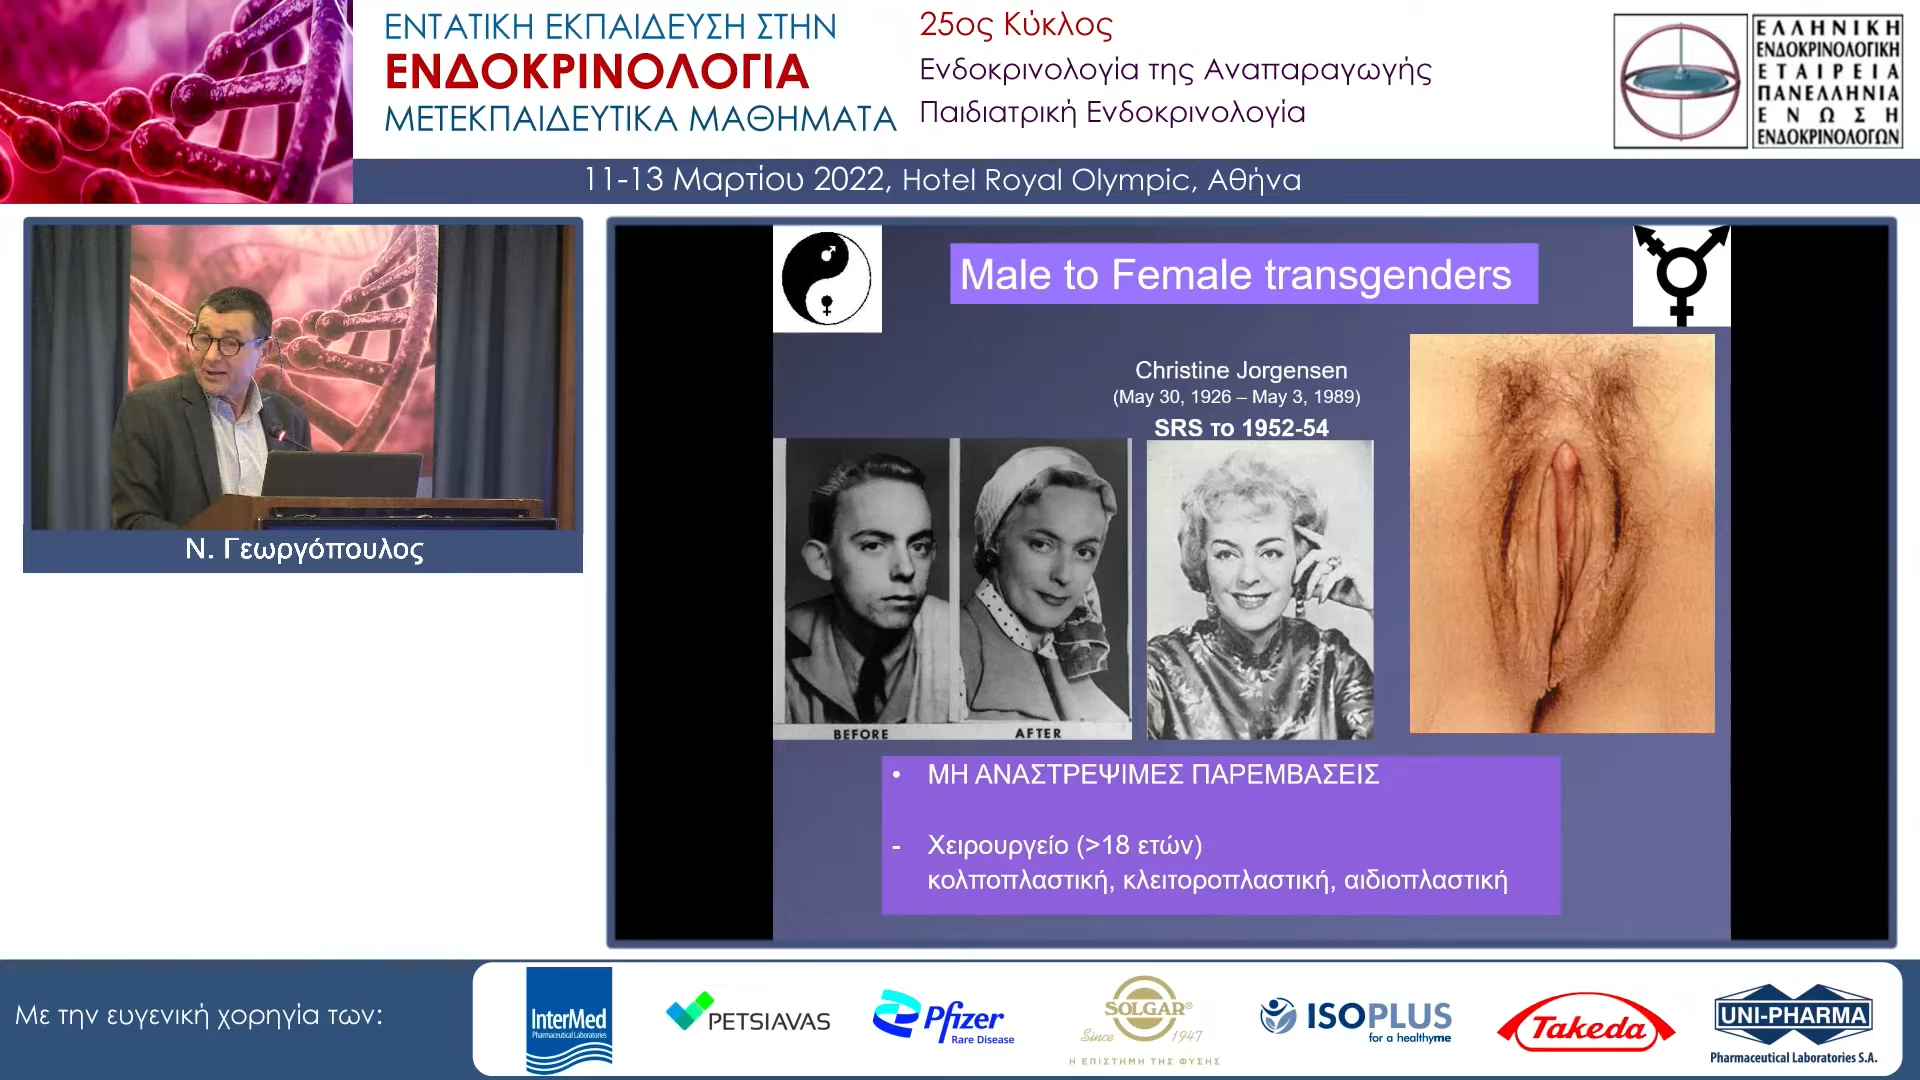 ΕΝΤΑΤΙΚΗ ΕΚΠΑΙΔΕΥΣΗ ΣΤΗΝ
ΕΝΔΟΚΡΙΝΟΛΟΓΙΑ
ΜΕΤΕΚΠΑΙΔΕΥΤΙΚΑ ΜΑΘΗΜΑΤΑ
25ος Κύκλος
Ενδοκρινολογία της Αναπαραγωγής
Παιδιατρική Ενδοκρινολογία
ΕΛΛΗΝΙΚΗ
ΕΝΔΟΚΡΙΝΟΛΟΓΙΚΗ
ΕΤΑΙΡΕΙΑ
ΠΑΝΕΛΛΗΝΙΑ
ΕΝΩΣΗ
ΕΝΔΟΚΡΙΝΟΛΟΓΩΝ
11-13 Μαρτίου 2022, Hotel Royal Olympic, Αθήνα
Ν. Γεωργόπουλος
Male to Female transgenders
Christine Jorgensen
(May 30, 1926 – May 3, 1989)
SRS το 1952-54
BEFORE
AFTER
• ΜΗ ΑΝΑΣΤΡΕΨΙΜΕΣ ΠΑΡΕΜΒΑΣΕΙΣ
- Χειρουργείο (>18 ετών)
κολποπλαστική, κλειτοροπλαστική, αιδιοπλαστική
Με την ευγενική χορηγία των:
InterMed
Pharmaceutical Laboratories
PETSIAVAS
Pfizer
Rare Disease
SOLGAR®
Since 1947
Η ΕΠΙΣΤΗΜΗ ΤΗΣ ΦΥΣΗΣ
ISOPLUS
for a healthyme
Takeda
UNI-PHARMA
Pharmaceutical Laboratories S.A.